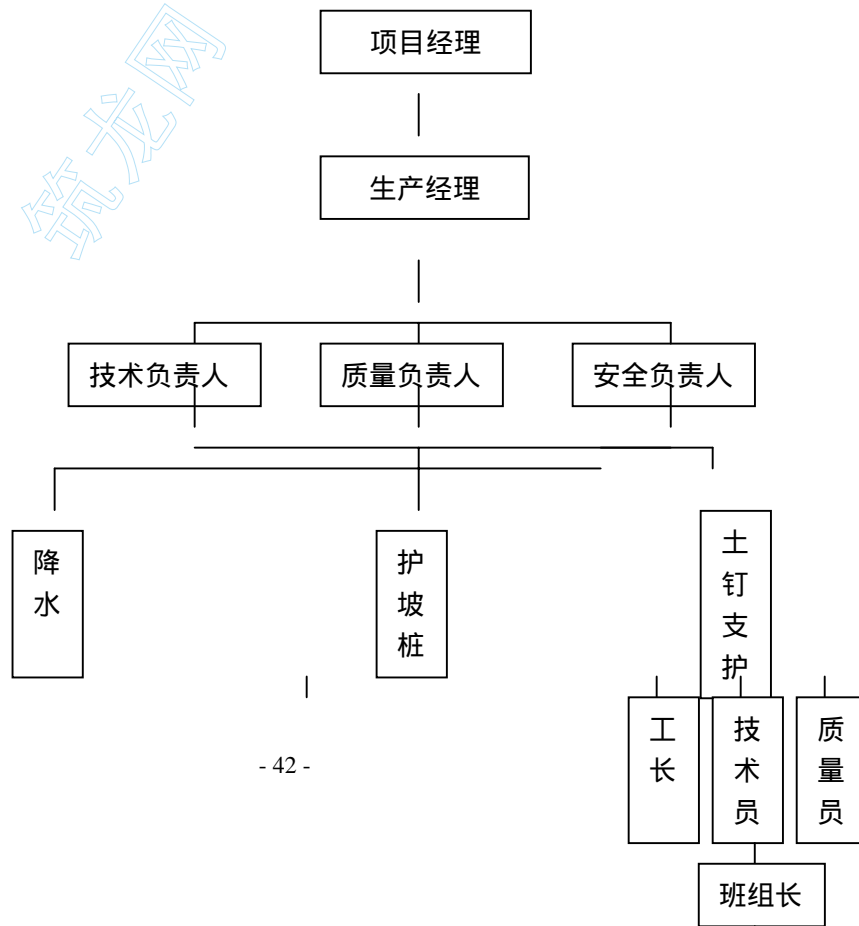 筑龙网
项目经理
生产经理
技术负责人
质量负责人
安全负责人
降
水
护
坡
桩
土
钉
支
护
工
长
技
术
员
质
量
员
班组长
- 42 -